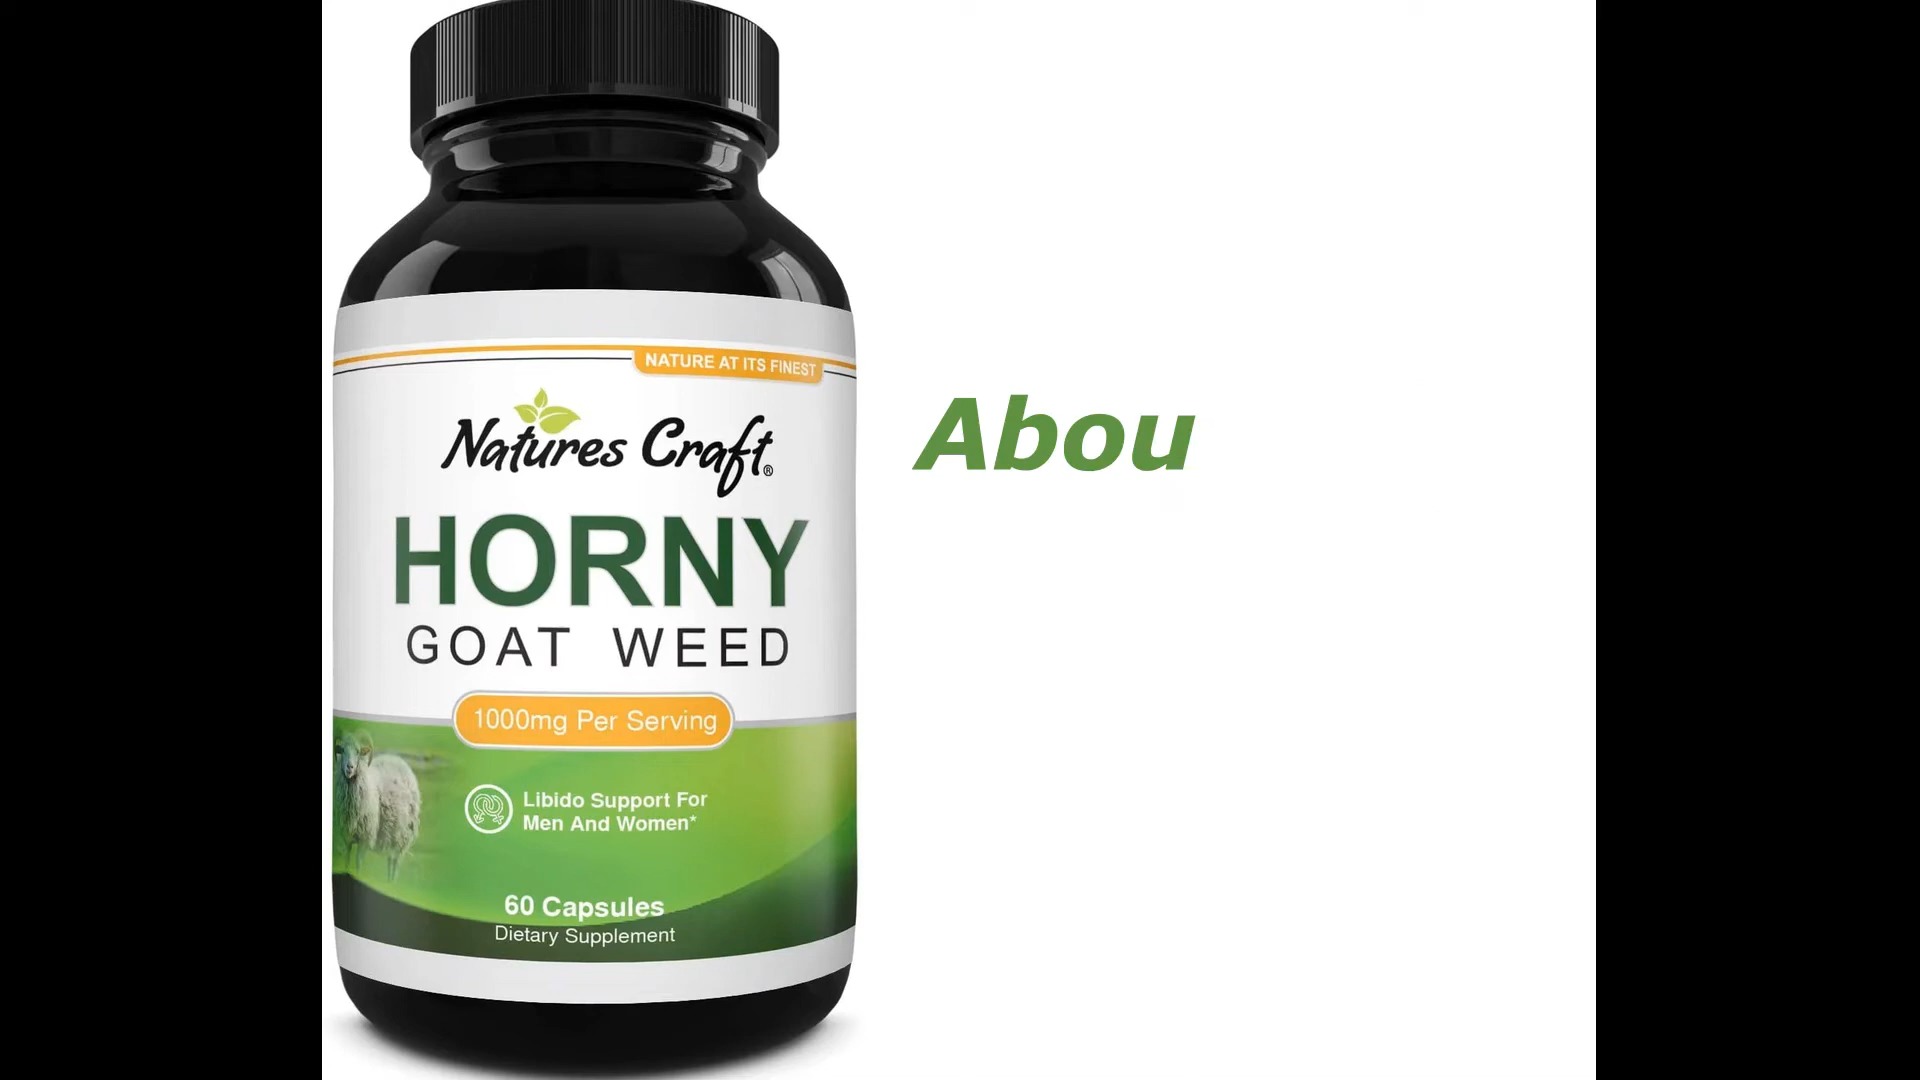 NATURE AT ITS FINEST
Natures Craft®
HORNY
GOAT WEED
1000mg Per Serving
Libido Support For
Men And Women*
60 Capsules
Dietary Supplement
Abou